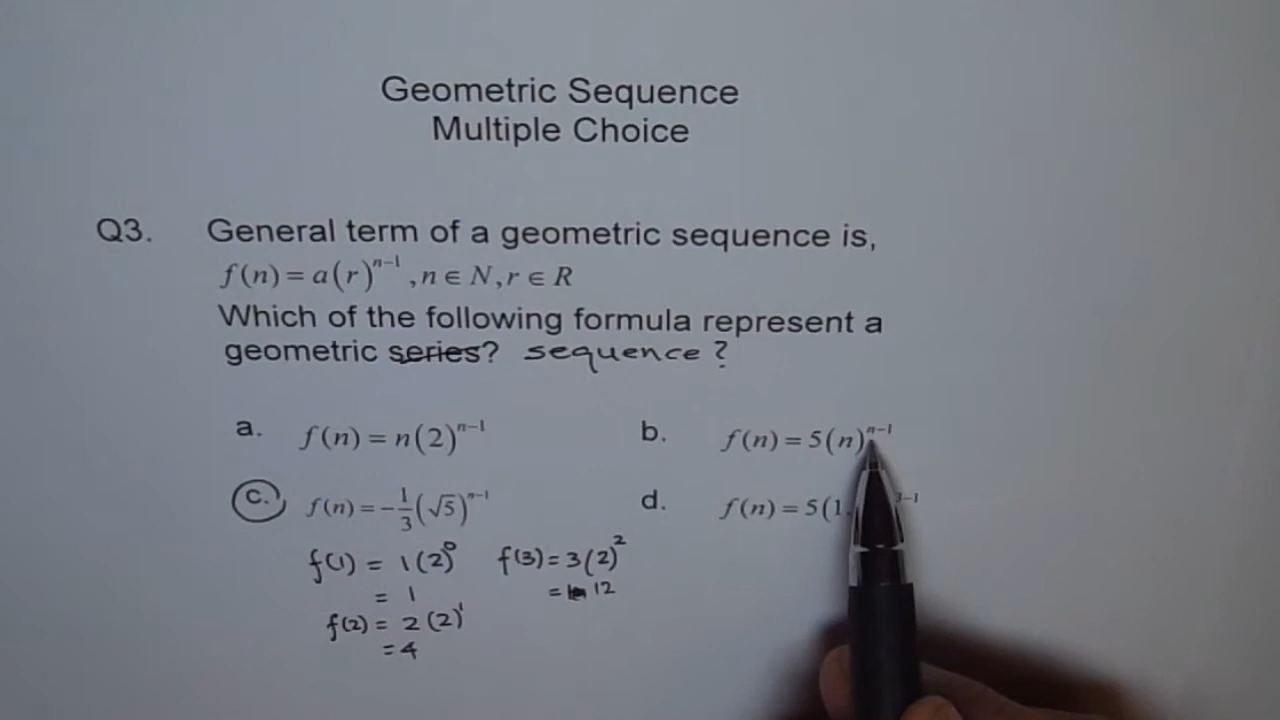 Geometric Sequence
Multiple Choice
Q3. General term of a geometric sequence is,
f(n) = a(r)^{n-1}, n ∈ N, r ∈ R
Which of the following formula represent a
geometric series? sequence?
a. f(n) = n(2)^{n-1} b. f(n) = 5(n)^{n-1}
c. f(n) = -1/3(√5)^{n-1} d. f(n) = 5(1. 3-1
f(1) = 1(2)^0 f(3) = 3(2)^2
= 1 = 12
f(2) = 2(2)^1
= 4